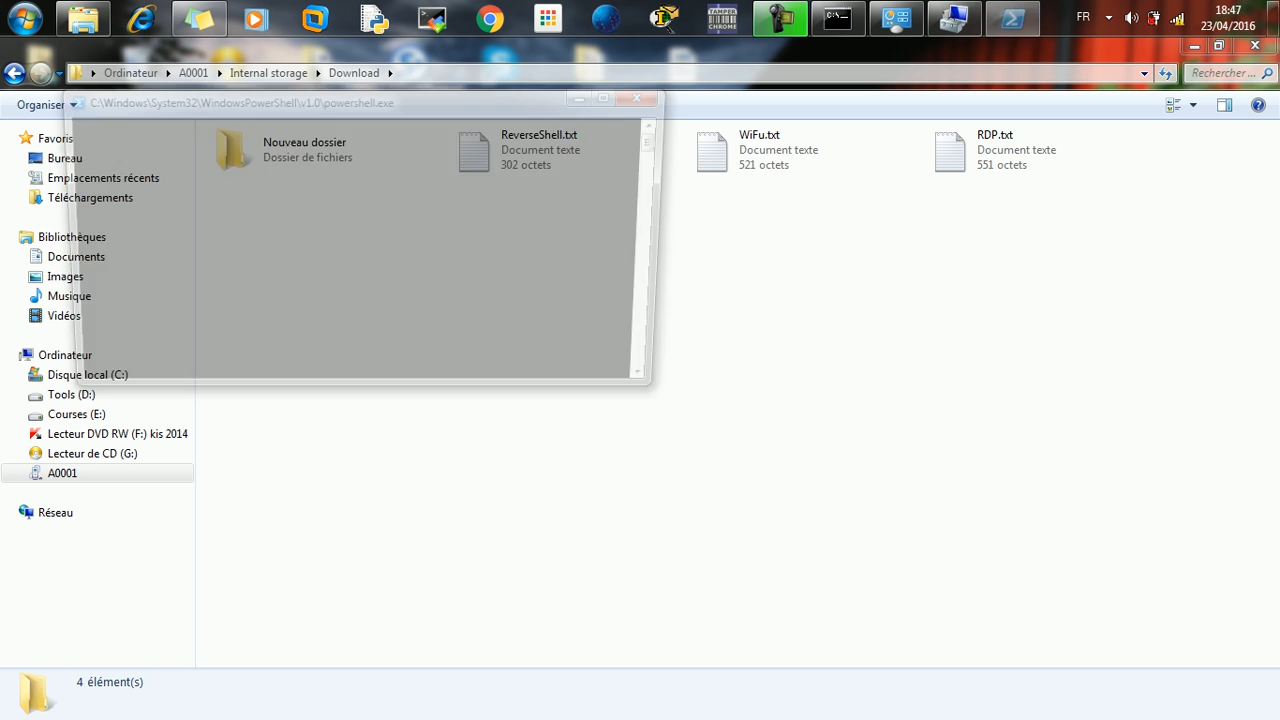 FR
18:47
23/04/2016
C:\_
TAMPER
CHROME
Ordinateur
A0001
Internal storage
Download
Rechercher ...
Organiser
C:\Windows\System32\WindowsPowerShell\v1.0\powershell.exe
Favoris
Bureau
Emplacements récents
Téléchargements
Bibliothèques
Documents
Images
Musique
Vidéos
Ordinateur
Disque local (C:)
Tools (D:)
Courses (E:)
Lecteur DVD RW (F:) kis 2014
Lecteur de CD (G:)
A0001
Réseau
Nouveau dossier
Dossier de fichiers
ReverseShell.txt
Document texte
302 octets
WiFu.txt
Document texte
521 octets
RDP.txt
Document texte
551 octets
4 élément(s)